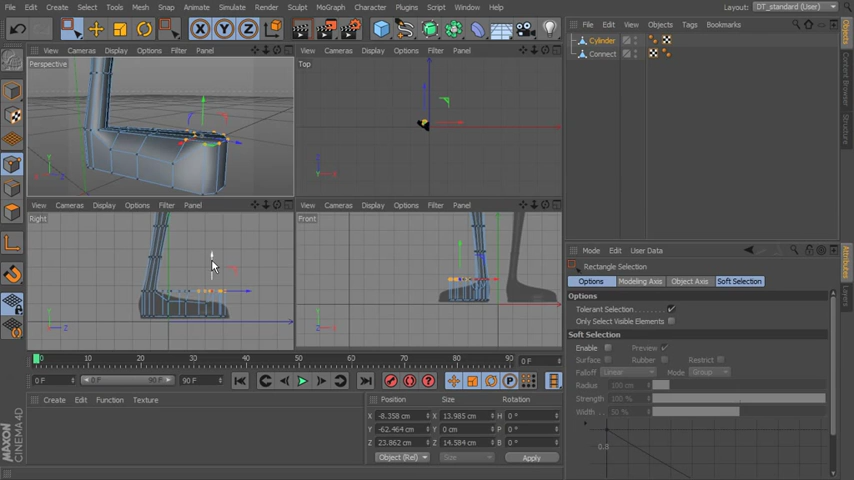 File Edit Create Select Tools Mesh Snap Animate Simulate Render Sculpt MoGraph Character Plugins Script Window Help
Layout: DT_standard (User)
File Edit View Objects Tags Bookmarks
Cylinder
Connect
View Cameras Display Options Filter Panel
Perspective
View Cameras Display Options Filter Panel
Top
View Cameras Display Options Filter Panel
Right
View Cameras Display Options Filter Panel
Front
Objects
Content Browser
Structure
Mode Edit User Data
Rectangle Selection
Options Modeling Axis Object Axis Soft Selection
Options
Tolerant Selection
Only Select Visible Elements
Soft Selection
Enable Preview
Surface Rubber Restrict
Falloff Linear Mode Group
Radius 100 cm
Strength 100 %
Width 50 %
0.8
Attributes
Layers
0 10 20 30 40 50 60 70 80 90 0 F
0 F 0 F 90 F 90 F
Create Edit Function Texture
Position Size Rotation
X -8.358 cm X 13.985 cm H 0 °
Y -62.464 cm Y 0 cm P 0 °
Z 23.862 cm Z 14.584 cm B 0 °
Object (Rel) Size Apply
MAXON
CINEMA 4D